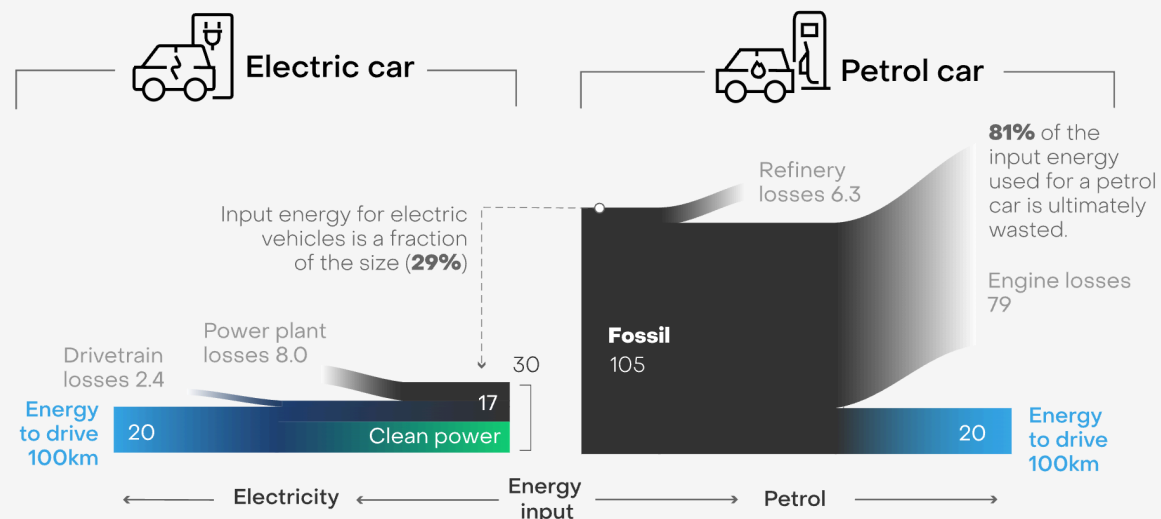 Electric car
Petrol car
81% of the
input energy
used for a petrol
car is ultimately
wasted.
Refinery
losses 6.3
Input energy for electric
vehicles is a fraction
of the size (29%)
Engine losses
79
Power plant
losses 8.0
Drivetrain
losses 2.4
Fossil
105
30
17
Clean power
Energy
to drive
100km
20
20
Energy
to drive
100km
Electricity
Energy
input
Petrol